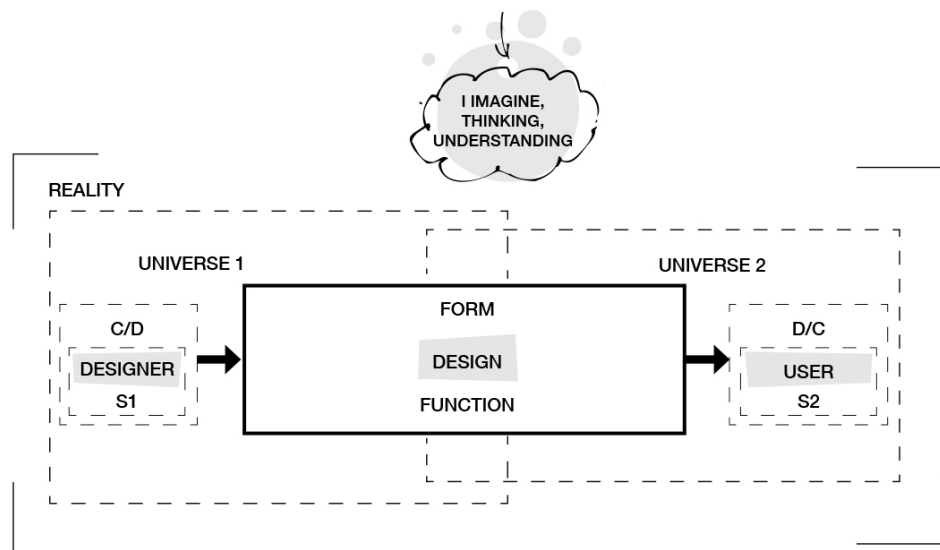 I IMAGINE,
THINKING,
UNDERSTANDING
REALITY
UNIVERSE 1
UNIVERSE 2
FORM
C/D
D/C
DESIGNER
DESIGN
USER
S1
FUNCTION
S2